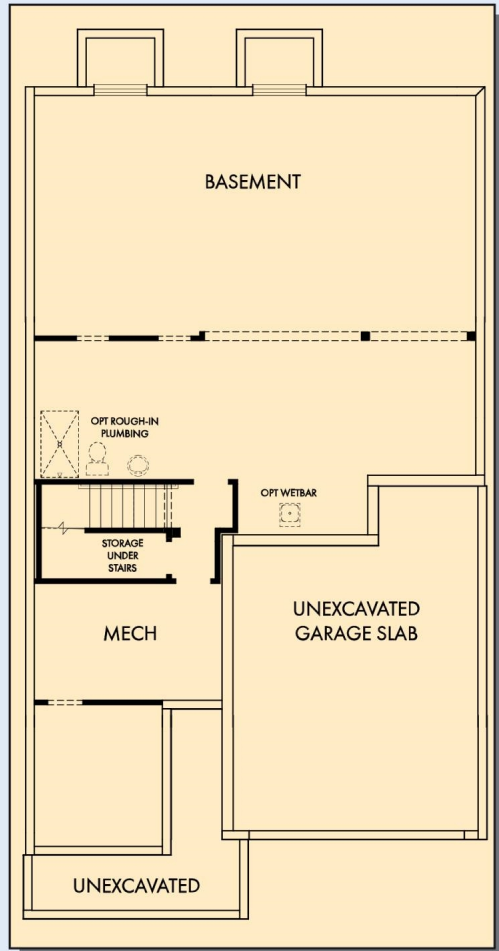 BASEMENT
OPT ROUGH-IN
PLUMBING
OPT WETBAR
STORAGE
UNDER
STAIRS
UNEXCAVATED
GARAGE SLAB
MECH
UNEXCAVATED